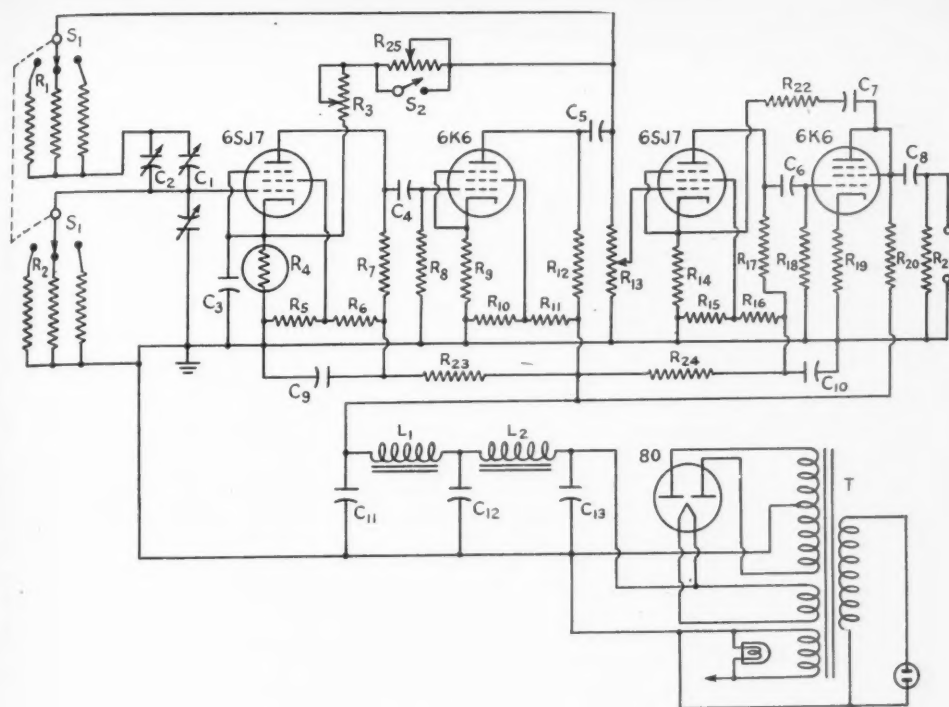 S1
R1
R25
R3
S2
C2
C1
6SJ7
C4
6K6
C5
6SJ7
R22
C7
6K6
C6
C8
S1
R2
C3
R4
R7
R8
R9
R12
R13
R14
R17
R18
R19
R20
R2
R5
R6
R10
R11
R15
R16
C9
R23
R24
C10
L1
L2
80
T
C11
C12
C13